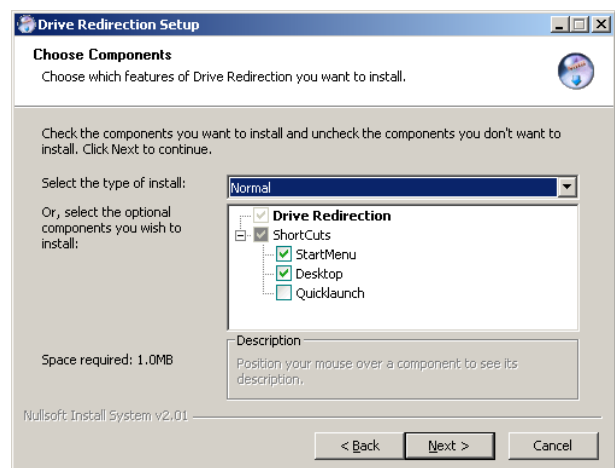 Drive Redirection Setup
Choose Components
Choose which features of Drive Redirection you want to install.
Check the components you want to install and uncheck the components you don't want to
install. Click Next to continue.
Select the type of install:
Normal
Or, select the optional
components you wish to
install:
Drive Redirection
ShortCuts
StartMenu
Desktop
Quicklaunch
Space required: 1.0MB
Description
Position your mouse over a component to see its
description.
Nullsoft Install System v2.01
< Back
Next >
Cancel